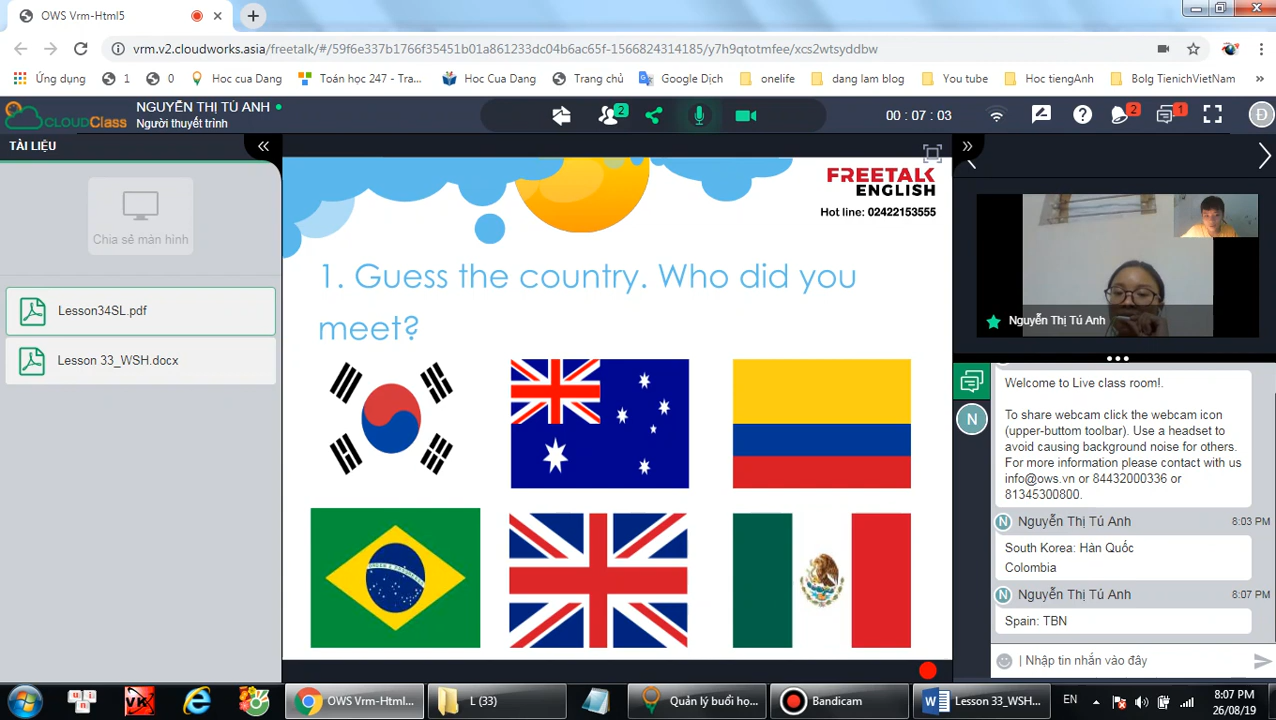 OWS Vrm-Html5
vrm.v2.cloudworks.asia/freetalk/#/59f6e337b1766f35451b01a861233dc04b6ac65f-1566824314185/y7h9qtotmfee/xcs2wtsyddbw
Ứng dụng
1
0
Hoc cua Dang
Toán học 247 - Tra...
Học Cua Dang
Trang chủ
Google Dịch
onelife
dang lam blog
You tube
Học tiengAnh
Bolg TienichVietNam
»
CLOUDClass
NGUYỄN THỊ TÚ ANH
Người thuyết trình
2
00 : 07 : 03
2
1
Đ
TÀI LIỆU
Chia sẻ màn hình
Lesson34SL.pdf
Lesson 33_WSH.docx
FREETALK
ENGLISH
Hot line: 02422153555
1. Guess the country. Who did you
meet?
Nguyễn Thị Tú Anh
Welcome to Live class room!.
To share webcam click the webcam icon
(upper-buttom toolbar). Use a headset to
avoid causing background noise for others.
For more information please contact with us
info@ows.vn or 84432000336 or
81345300800.
N
N Nguyễn Thị Tú Anh 8:03 PM
South Korea: Hàn Quốc
Colombia
N Nguyễn Thị Tú Anh 8:07 PM
Spain: TBN
Nhập tin nhắn vào đây
OWS Vrm-Html...
L (33)
Quản lý buổi họ...
Bandicam
Lesson 33_WSH...
EN
8:07 PM
26/08/19